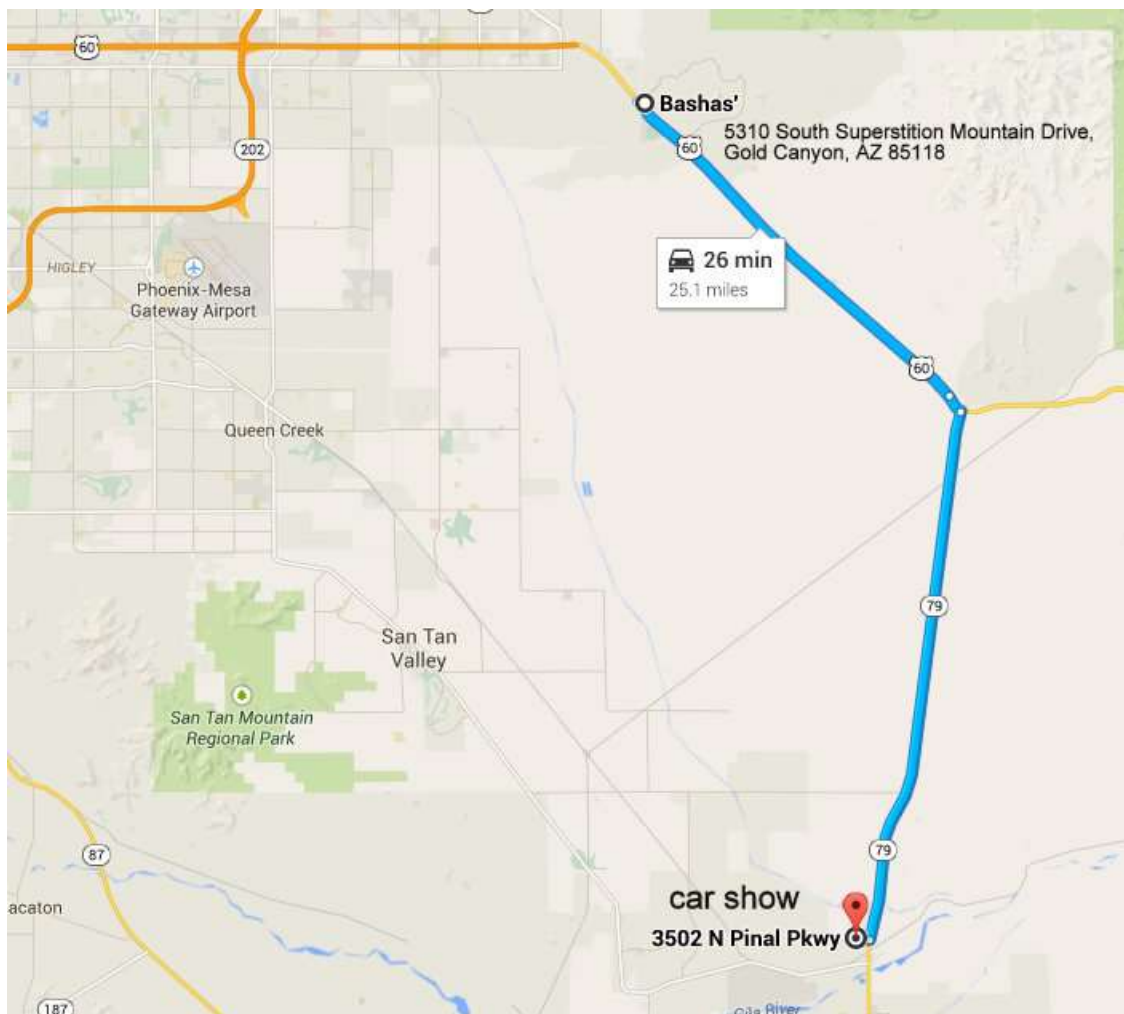 60
Bashas'
5310 South Superstition Mountain Drive,
Gold Canyon, AZ 85118
60
202
26 min
25.1 miles
HIGLEY
Phoenix-Mesa
Gateway Airport
60
Queen Creek
79
San Tan
Valley
San Tan Mountain
Regional Park
79
87
car show
acaton
3502 N Pinal Pkwy
187
Gila River